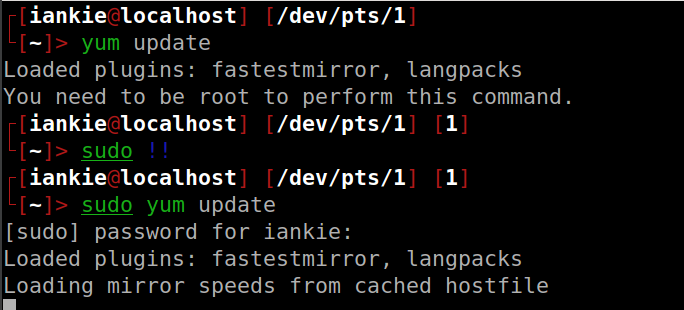 ┌[iankie@localhost] [/dev/pts/1]
└[~]> yum update
Loaded plugins: fastestmirror, langpacks
You need to be root to perform this command.
┌[iankie@localhost] [/dev/pts/1] [1]
└[~]> sudo !!
┌[iankie@localhost] [/dev/pts/1] [1]
└[~]> sudo yum update
[sudo] password for iankie:
Loaded plugins: fastestmirror, langpacks
Loading mirror speeds from cached hostfile